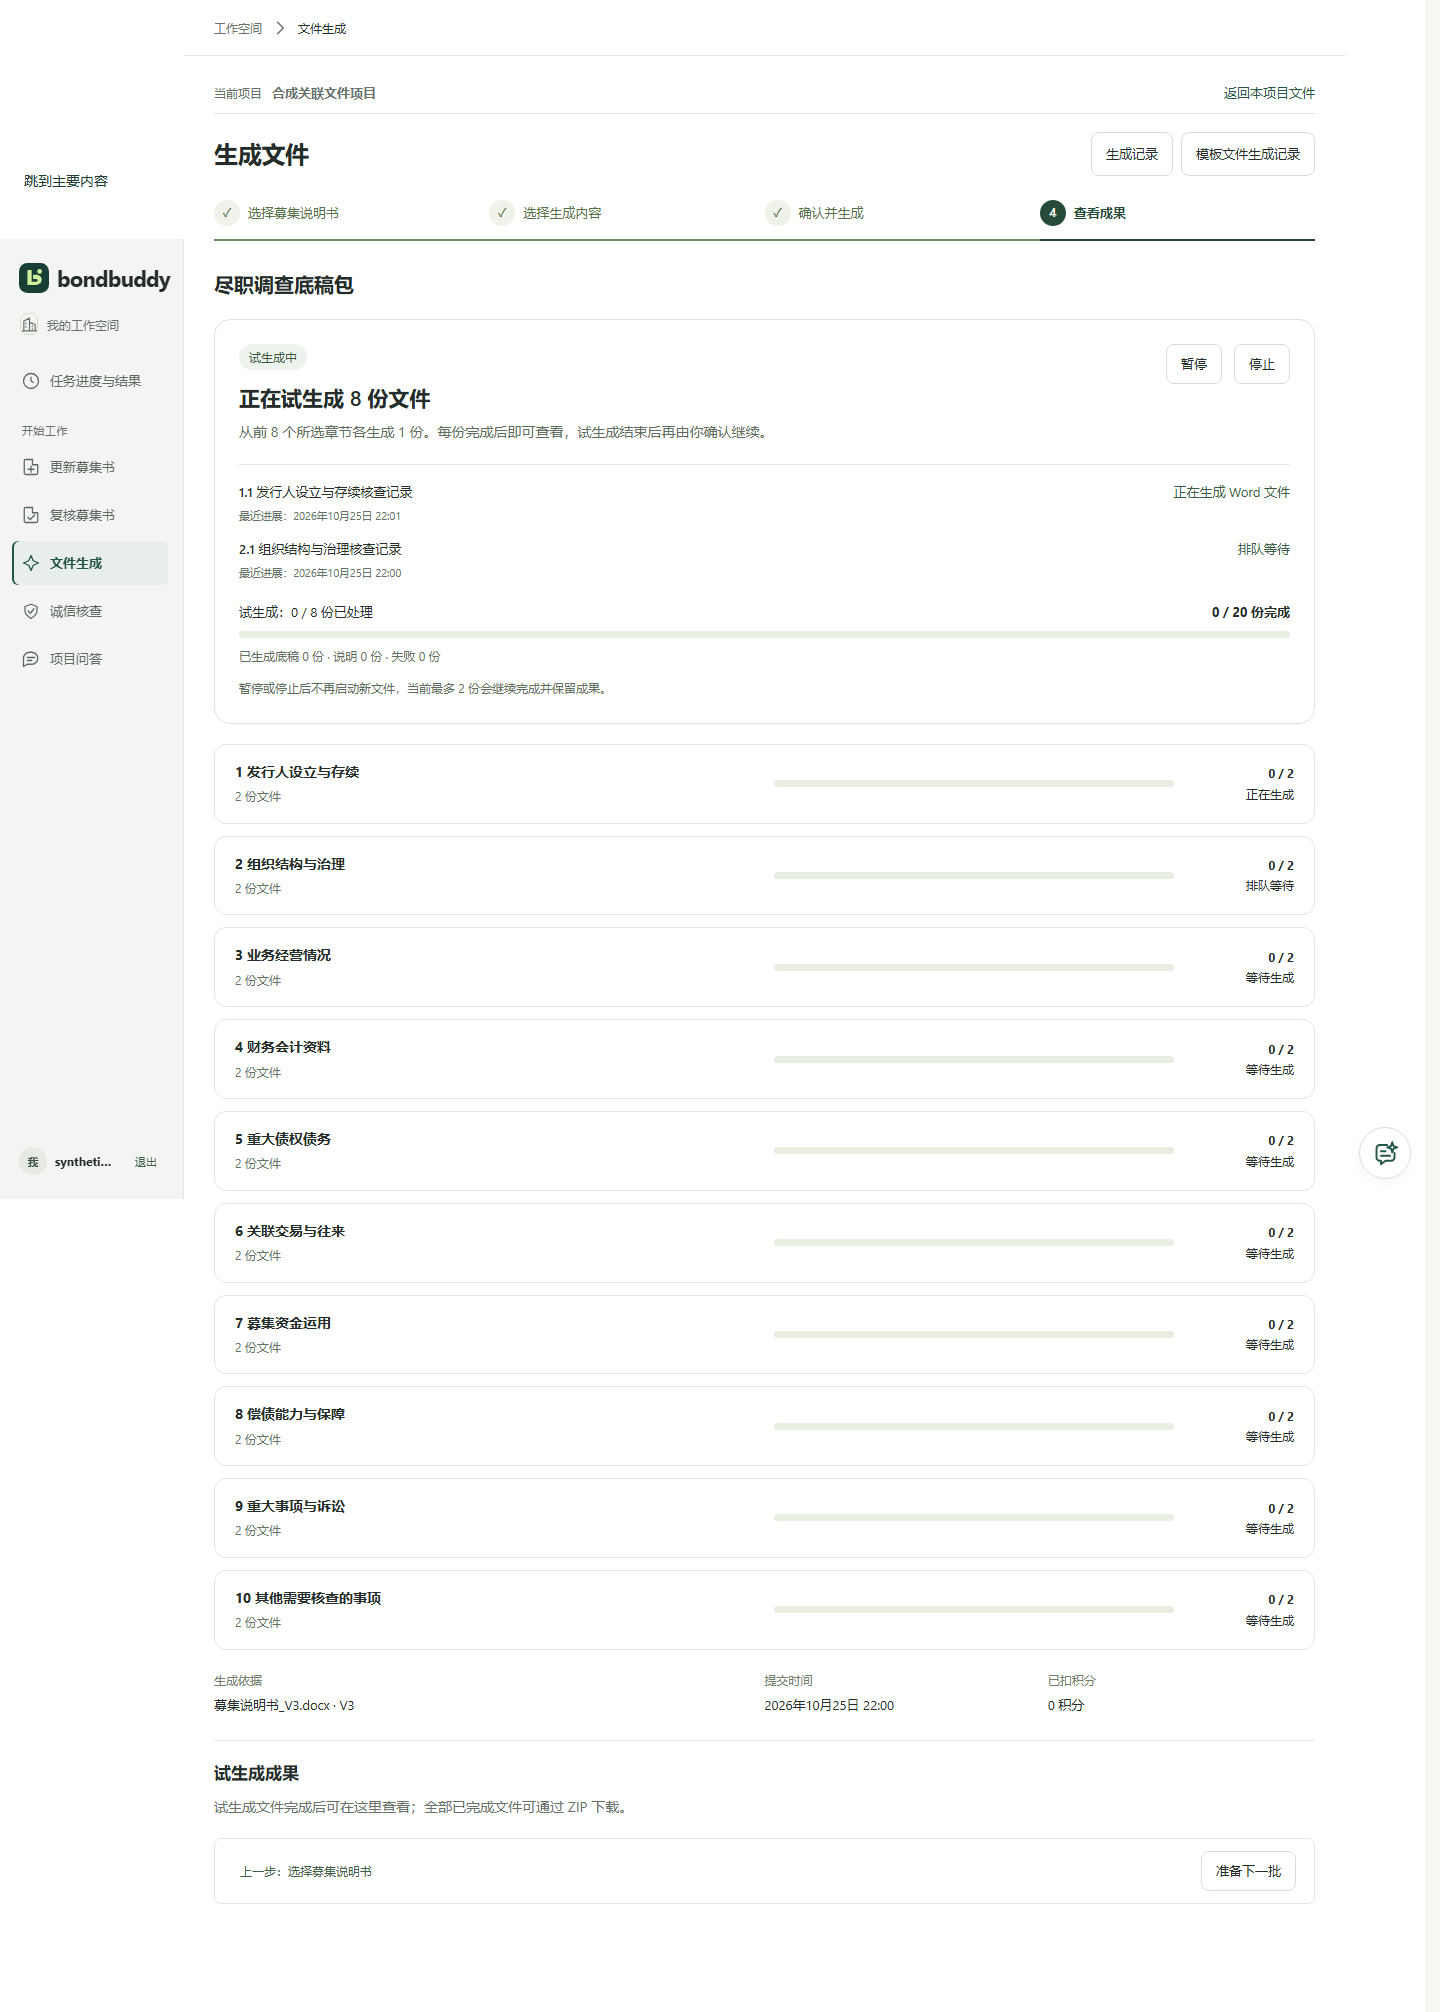 工作空间
文件生成
当前项目 合成关联文件项目
返回本项目文件
生成文件
生成记录
模板文件生成记录
跳到主要内容
✓ 选择募集说明书
✓ 选择生成内容
✓ 确认并生成
4 查看成果
bondbuddy
我的工作空间
任务进度与结果
开始工作
更新募集书
复核募集书
文件生成
诚信核查
项目问答
我 syntheti... 退出
尽职调查底稿包
试生成中
暂停
停止
正在试生成 8 份文件
从前 8 个所选章节各生成 1 份。每份完成后即可查看，试生成结束后再由你确认继续。
1.1 发行人设立与存续核查记录
正在生成 Word 文件
最近进展：2026年10月25日 22:01
2.1 组织结构与治理核查记录
排队等待
最近进展：2026年10月25日 22:00
试生成：0 / 8 份已处理
0 / 20 份完成
已生成底稿 0 份 · 说明 0 份 · 失败 0 份
暂停或停止后不再启动新文件，当前最多 2 份会继续完成并保留成果。
1 发行人设立与存续
2 份文件
0 / 2
正在生成
2 组织结构与治理
2 份文件
0 / 2
排队等待
3 业务经营情况
2 份文件
0 / 2
等待生成
4 财务会计资料
2 份文件
0 / 2
等待生成
5 重大债权债务
2 份文件
0 / 2
等待生成
6 关联交易与往来
2 份文件
0 / 2
等待生成
7 募集资金运用
2 份文件
0 / 2
等待生成
8 偿债能力与保障
2 份文件
0 / 2
等待生成
9 重大事项与诉讼
2 份文件
0 / 2
等待生成
10 其他需要核查的事项
2 份文件
0 / 2
等待生成
生成依据
募集说明书_V3.docx · V3
提交时间
2026年10月25日 22:00
已扣积分
0 积分
试生成成果
试生成文件完成后可在这里查看；全部已完成文件可通过 ZIP 下载。
上一步：选择募集说明书
准备下一批